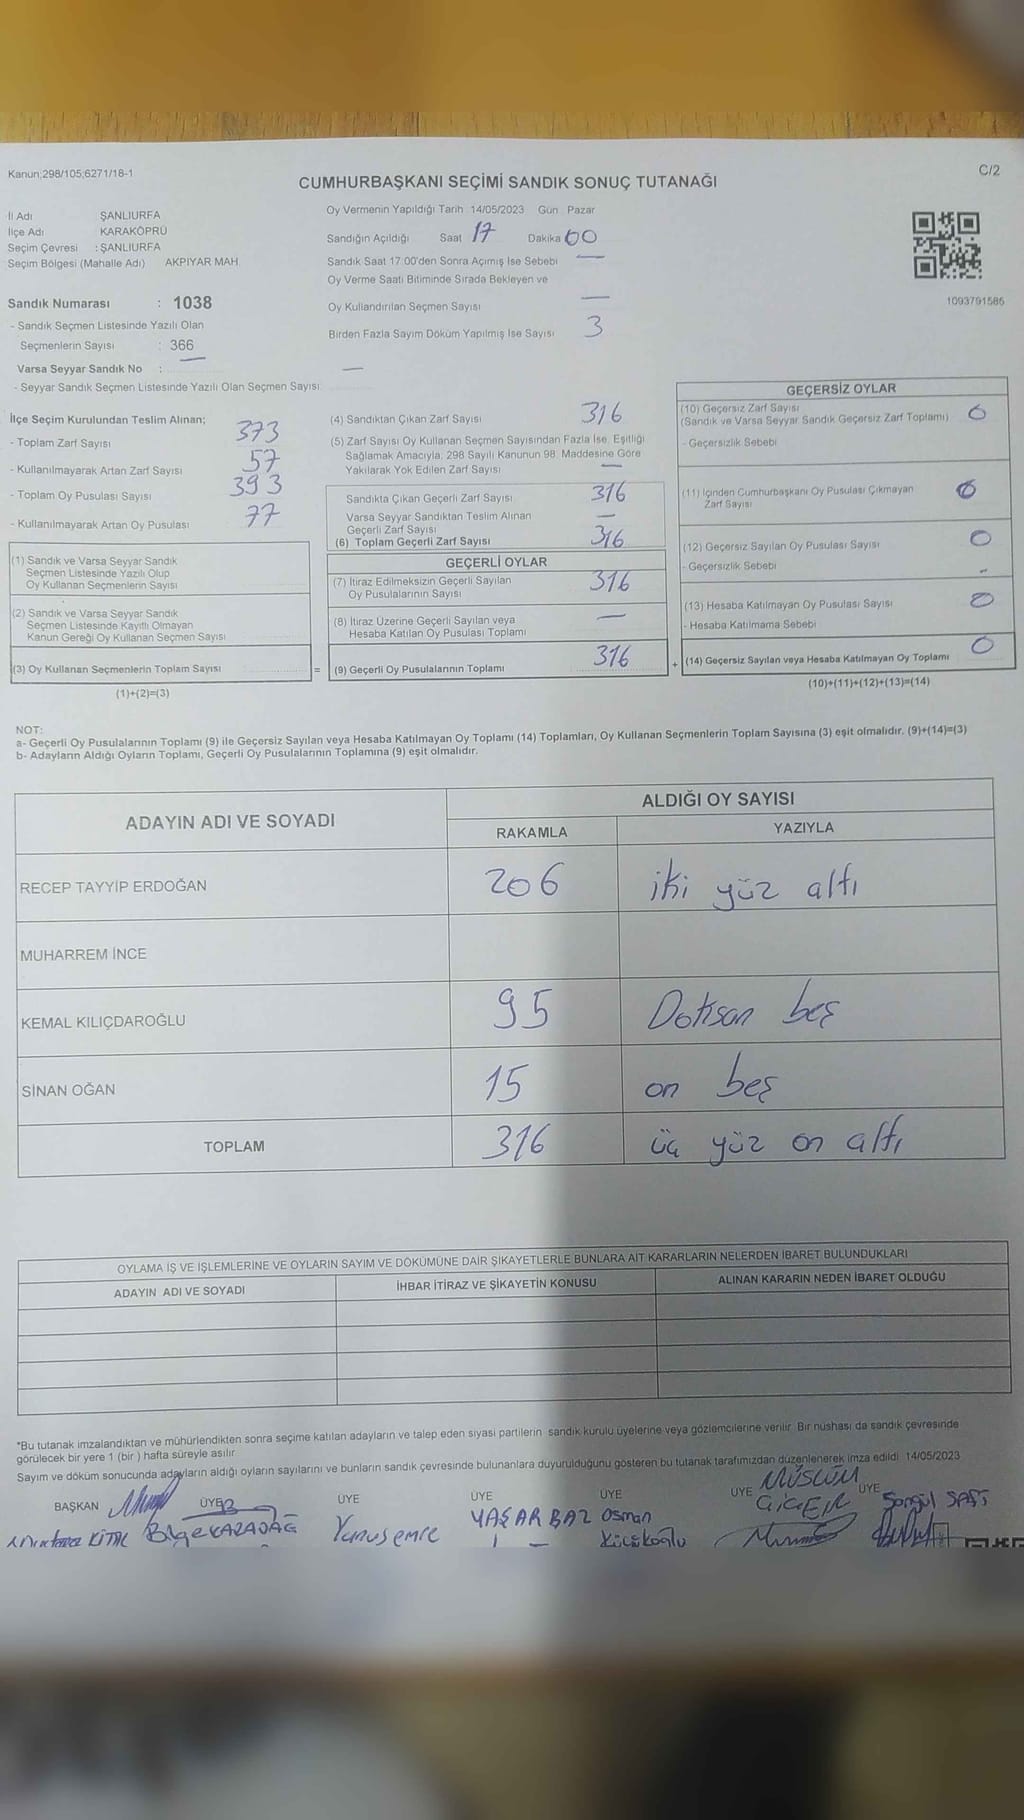 Kanun;298/105;6271/18-1
C/2
CUMHURBAŞKANI SEÇİMİ SANDIK SONUÇ TUTANAĞI
İl Adı ŞANLIURFA
İlçe Adı KARAKÖPRÜ
Seçim Çevresi : ŞANLIURFA
Seçim Bölgesi (Mahalle Adı) AKPIYAR MAH.
Oy Vermenin Yapıldığı Tarih 14/05/2023 Gün Pazar
Sandığın Açıldığı Saat 17 Dakika 00
Sandık Saat 17:00'den Sonra Açılmış İse Sebebi —
Oy Verme Saati Bitiminde Sırada Bekleyen ve
Oy Kullandırılan Seçmen Sayısı —
Birden Fazla Sayım Döküm Yapılmış İse Sayısı 3
1093791586
Sandık Numarası : 1038
- Sandık Seçmen Listesinde Yazılı Olan
Seçmenlerin Sayısı : 366
Varsa Seyyar Sandık No : —
- Seyyar Sandık Seçmen Listesinde Yazılı Olan Seçmen Sayısı —
İlçe Seçim Kurulundan Teslim Alınan;
- Toplam Zarf Sayısı 373
- Kullanılmayarak Artan Zarf Sayısı 57
- Toplam Oy Pusulası Sayısı 393
- Kullanılmayarak Artan Oy Pusulası 77
(1) Sandık ve Varsa Seyyar Sandık
Seçmen Listesinde Yazılı Olup
Oy Kullanan Seçmenlerin Sayısı
(2) Sandık ve Varsa Seyyar Sandık
Seçmen Listesinde Kayıtlı Olmayan
Kanun Gereği Oy Kullanan Seçmen Sayısı
(3) Oy Kullanan Seçmenlerin Toplam Sayısı
(1)+(2)=(3)
(4) Sandıktan Çıkan Zarf Sayısı 316
(5) Zarf Sayısı Oy Kullanan Seçmen Sayısından Fazla İse, Eşitliği
Sağlamak Amacıyla, 298 Sayılı Kanunun 98. Maddesine Göre
Yakılarak Yok Edilen Zarf Sayısı —
Sandıkta Çıkan Geçerli Zarf Sayısı 316
Varsa Seyyar Sandıktan Teslim Alınan
Geçerli Zarf Sayısı —
(6) Toplam Geçerli Zarf Sayısı 316
GEÇERLİ OYLAR
(7) İtiraz Edilmeksizin Geçerli Sayılan
Oy Pusulalarının Sayısı 316
(8) İtiraz Üzerine Geçerli Sayılan veya
Hesaba Katılan Oy Pusulası Toplamı —
= (9) Geçerli Oy Pusulalarının Toplamı 316
GEÇERSİZ OYLAR
(10) Geçersiz Zarf Sayısı
(Sandık ve Varsa Seyyar Sandık Geçersiz Zarf Toplamı) 0
- Geçersizlik Sebebi
(11) İçinden Cumhurbaşkanı Oy Pusulası Çıkmayan
Zarf Sayısı 0
(12) Geçersiz Sayılan Oy Pusulası Sayısı 0
- Geçersizlik Sebebi -
(13) Hesaba Katılmayan Oy Pusulası Sayısı 0
- Hesaba Katılmama Sebebi
+ (14) Geçersiz Sayılan veya Hesaba Katılmayan Oy Toplamı 0
(10)+(11)+(12)+(13)=(14)
NOT:
a- Geçerli Oy Pusulalarının Toplamı (9) ile Geçersiz Sayılan veya Hesaba Katılmayan Oy Toplamı (14) Toplamları, Oy Kullanan Seçmenlerin Toplam Sayısına (3) eşit olmalıdır. (9)+(14)=(3)
b- Adayların Aldığı Oyların Toplamı, Geçerli Oy Pusulalarının Toplamına (9) eşit olmalıdır.
ADAYIN ADI VE SOYADI
ALDIĞI OY SAYISI
RAKAMLA YAZIYLA
RECEP TAYYİP ERDOĞAN 206 iki yüz altı
MUHARREM İNCE
KEMAL KILIÇDAROĞLU 95 Doksan beş
SİNAN OĞAN 15 on beş
TOPLAM 316 üç yüz on altı
OYLAMA İŞ VE İŞLEMLERİNE VE OYLARIN SAYIM VE DÖKÜMÜNE DAİR ŞİKAYETLERLE BUNLARA AİT KARARLARIN NELERDEN İBARET BULUNDUKLARI
ADAYIN ADI VE SOYADI İHBAR İTİRAZ VE ŞİKAYETİN KONUSU ALINAN KARARIN NEDEN İBARET OLDUĞU
*Bu tutanak imzalandıktan ve mühürlendikten sonra seçime katılan adayların ve talep eden siyasi partilerin sandık kurulu üyelerine veya gözlemcilerine verilir. Bir nüshası da sandık çevresinde
görülecek bir yere 1 (bir ) hafta süreyle asılır.
Sayım ve döküm sonucunda adayların aldığı oyların sayılarını ve bunların sandık çevresinde bulunanlara duyurulduğunu gösteren bu tutanak tarafımızdan düzenlenerek imza edildi. 14/05/2023
BAŞKAN ÜYE ÜYE ÜYE ÜYE ÜYE ÜYE
Bilge KARADAĞ Yunus emre YAŞAR BAZ Osman Küçükoğlu MÜSLÜM Songül